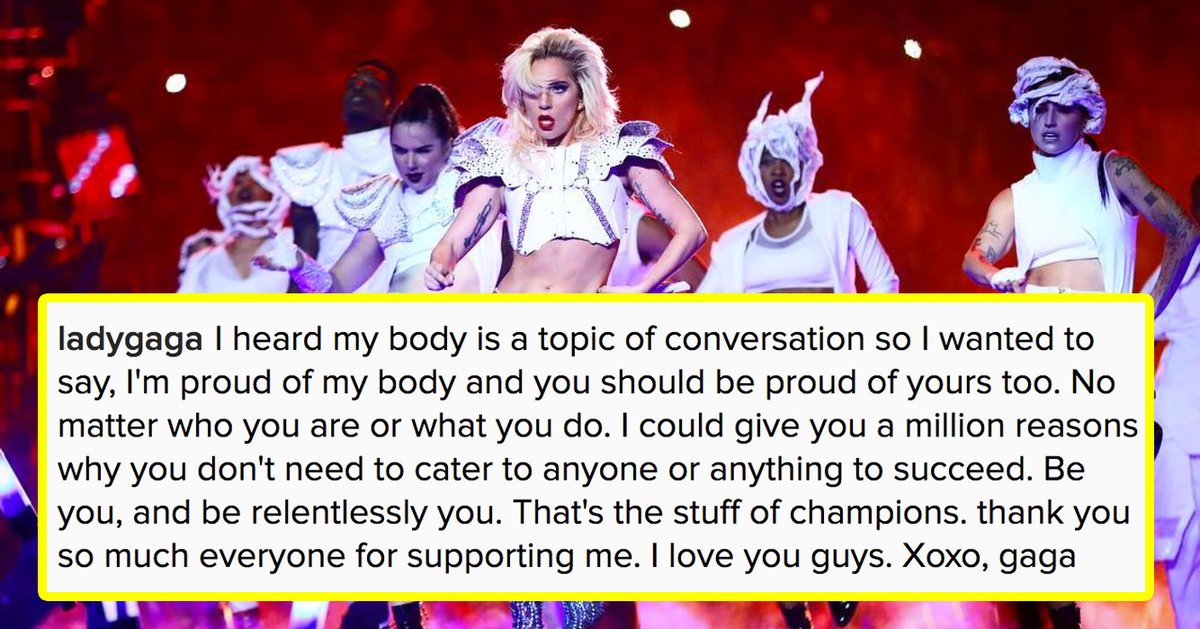 ladygaga I heard my body is a topic of conversation so I wanted to
say, I'm proud of my body and you should be proud of yours too. No
matter who you are or what you do. I could give you a million reasons
why you don't need to cater to anyone or anything to succeed. Be
you, and be relentlessly you. That's the stuff of champions. thank you
so much everyone for supporting me. I love you guys. Xoxo, gaga